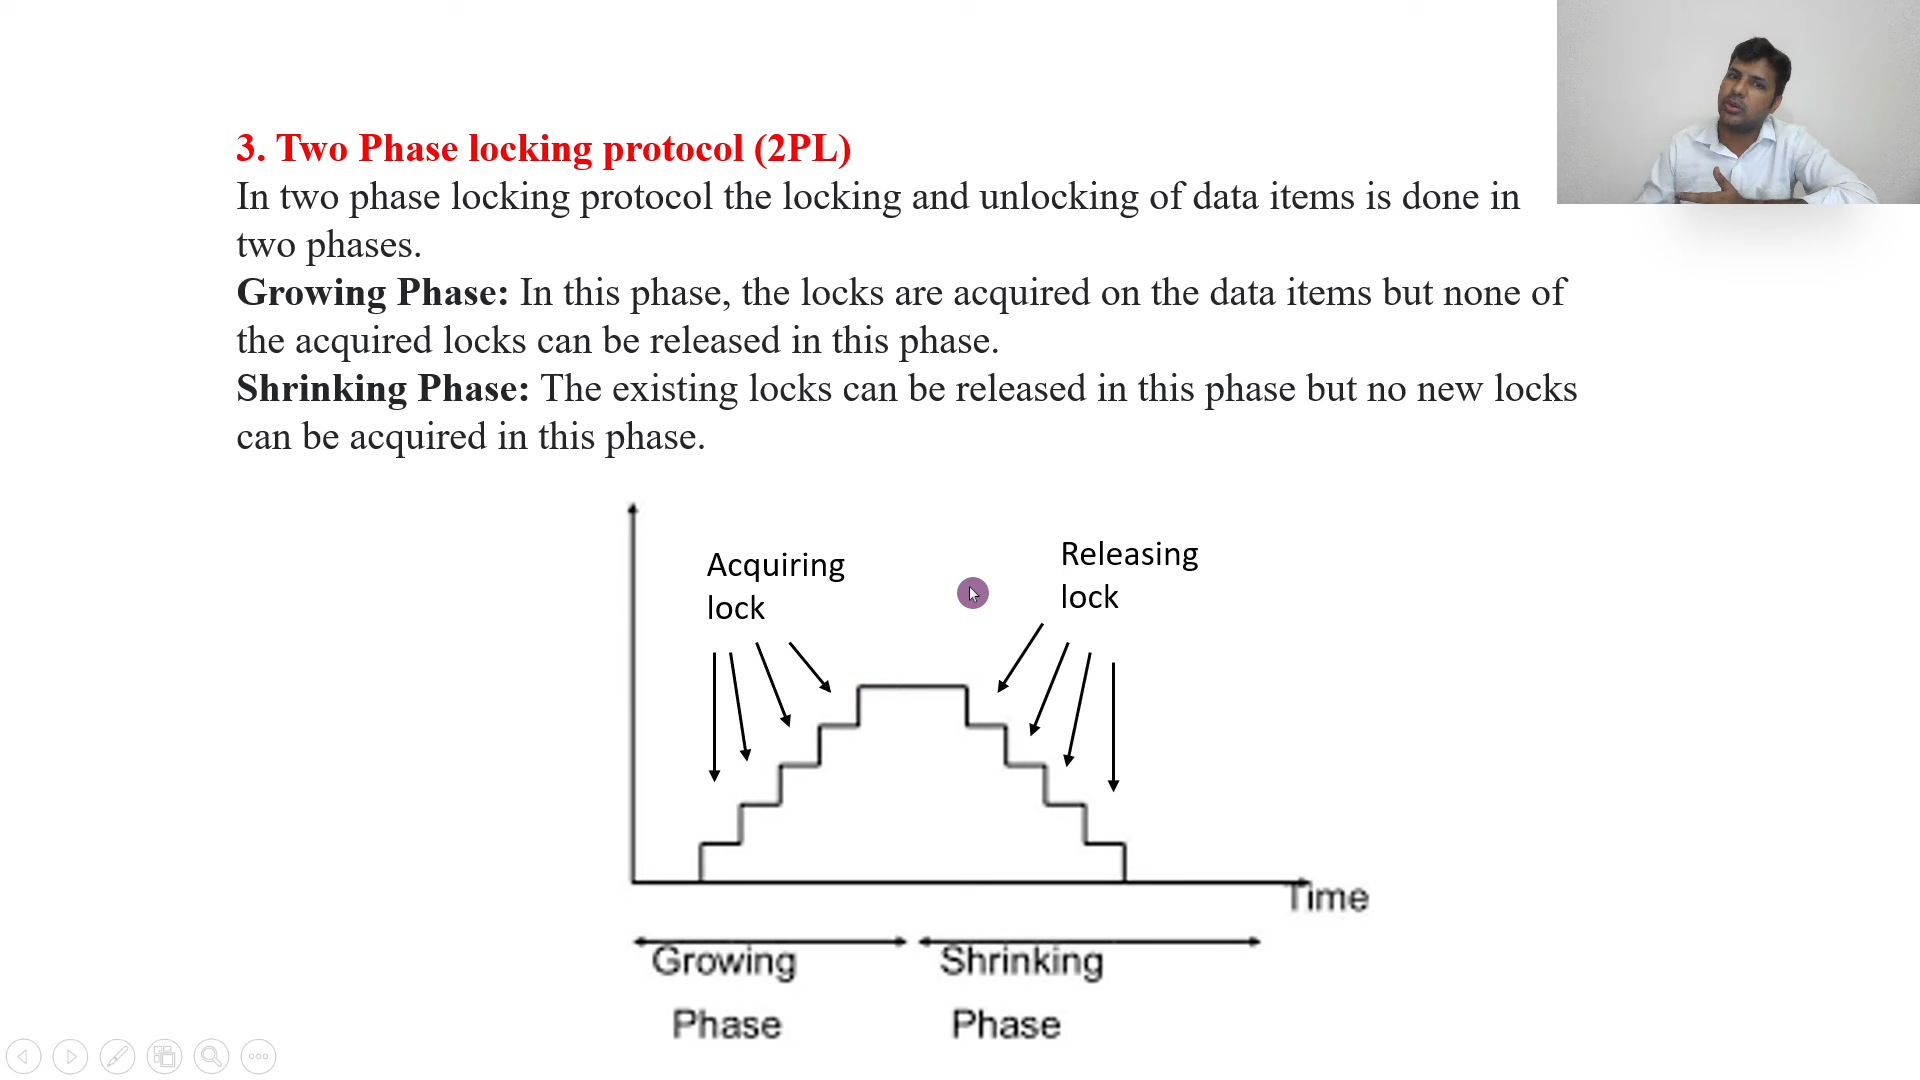 3. Two Phase locking protocol (2PL)
In two phase locking protocol the locking and unlocking of data items is done in
two phases.
Growing Phase: In this phase, the locks are acquired on the data items but none of
the acquired locks can be released in this phase.
Shrinking Phase: The existing locks can be released in this phase but no new locks
can be acquired in this phase.
Acquiring
lock
Releasing
lock
Time
Growing
Phase
Shrinking
Phase